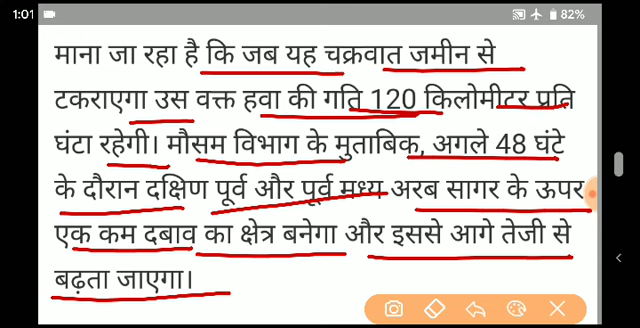 1:01 82%
माना जा रहा है कि जब यह चक्रवात जमीन से
टकराएगा उस वक्त हवा की गति 120 किलोमीटर प्रति
घंटा रहेगी। मौसम विभाग के मुताबिक, अगले 48 घंटे
के दौरान दक्षिण पूर्व और पूर्व मध्य अरब सागर के ऊपर
एक कम दबाव का क्षेत्र बनेगा और इससे आगे तेजी से
बढ़ता जाएगा।